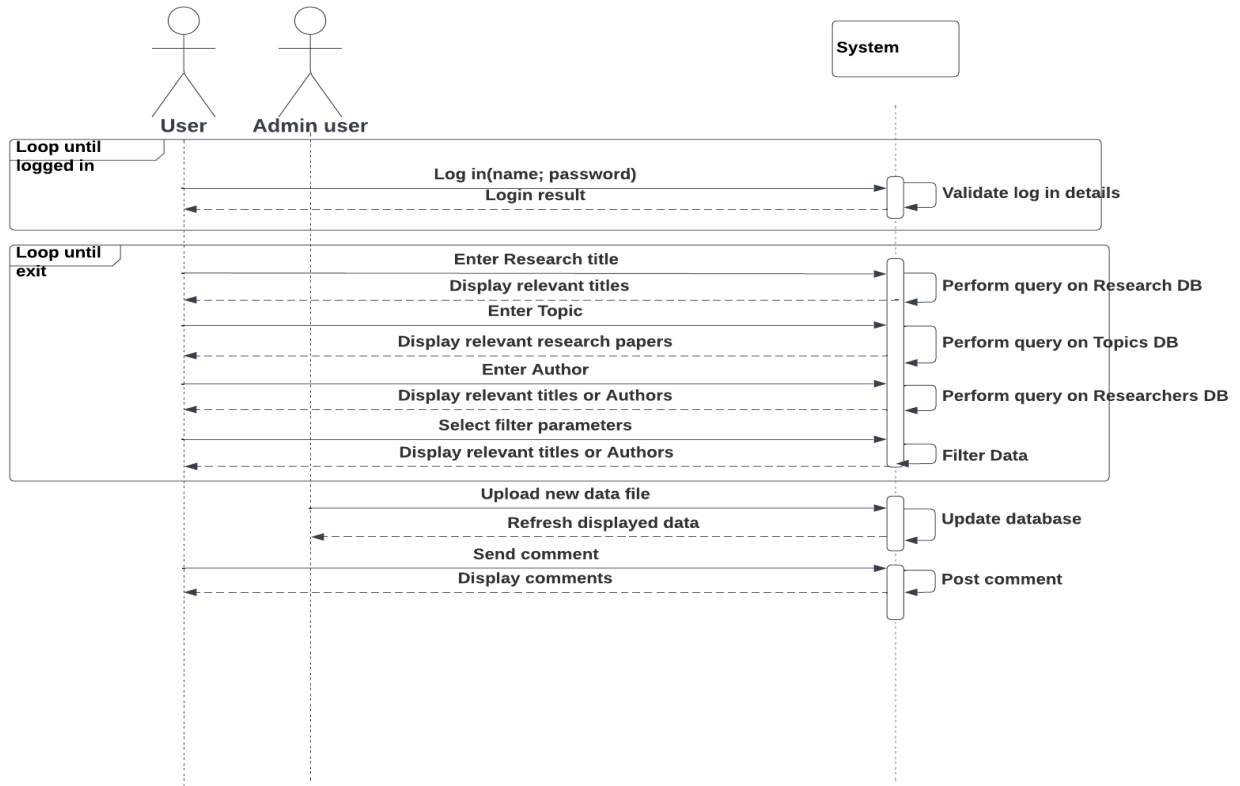 System
User
Admin user
Loop until
logged in
Log in(name; password)
Login result
Validate log in details
Loop until
exit
Enter Research title
Display relevant titles
Perform query on Research DB
Enter Topic
Display relevant research papers
Perform query on Topics DB
Enter Author
Display relevant titles or Authors
Perform query on Researchers DB
Select filter parameters
Display relevant titles or Authors
Filter Data
Upload new data file
Refresh displayed data
Update database
Send comment
Display comments
Post comment